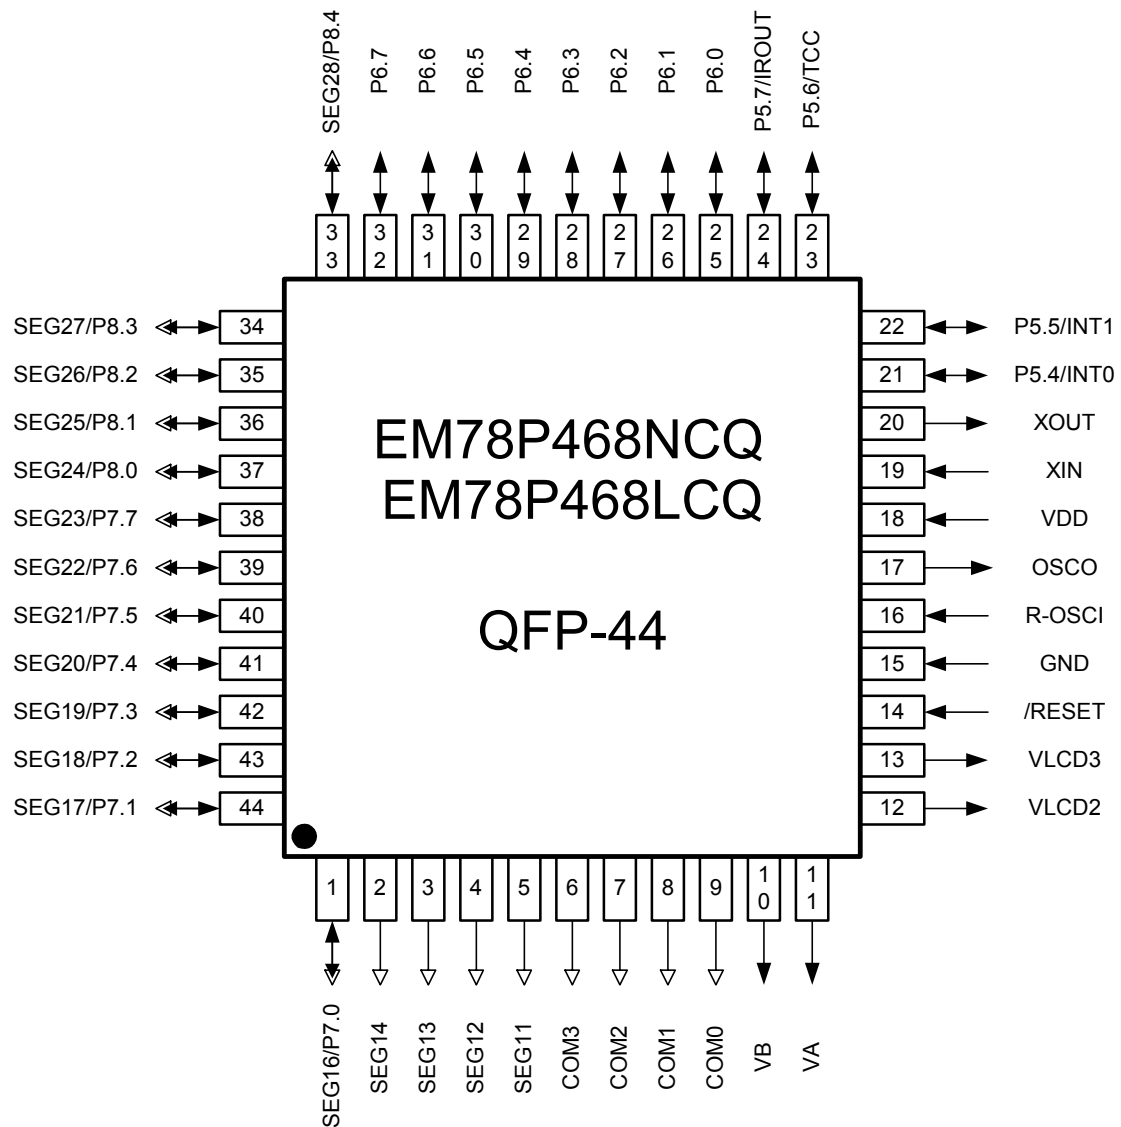 SEG28/P8.4
P6.7
P6.6
P6.5
P6.4
P6.3
P6.2
P6.1
P6.0
P5.7/IROUT
P5.6/TCC
33
32
31
30
29
28
27
26
25
24
23
SEG27/P8.3
34
SEG26/P8.2
35
SEG25/P8.1
36
SEG24/P8.0
37
SEG23/P7.7
38
SEG22/P7.6
39
SEG21/P7.5
40
SEG20/P7.4
41
SEG19/P7.3
42
SEG18/P7.2
43
SEG17/P7.1
44
EM78P468NCQ
EM78P468LCQ
QFP-44
22
P5.5/INT1
21
P5.4/INT0
20
XOUT
19
XIN
18
VDD
17
OSCO
16
R-OSCI
15
GND
14
/RESET
13
VLCD3
12
VLCD2
1
2
3
4
5
6
7
8
9
10
11
SEG16/P7.0
SEG14
SEG13
SEG12
SEG11
COM3
COM2
COM1
COM0
VB
VA